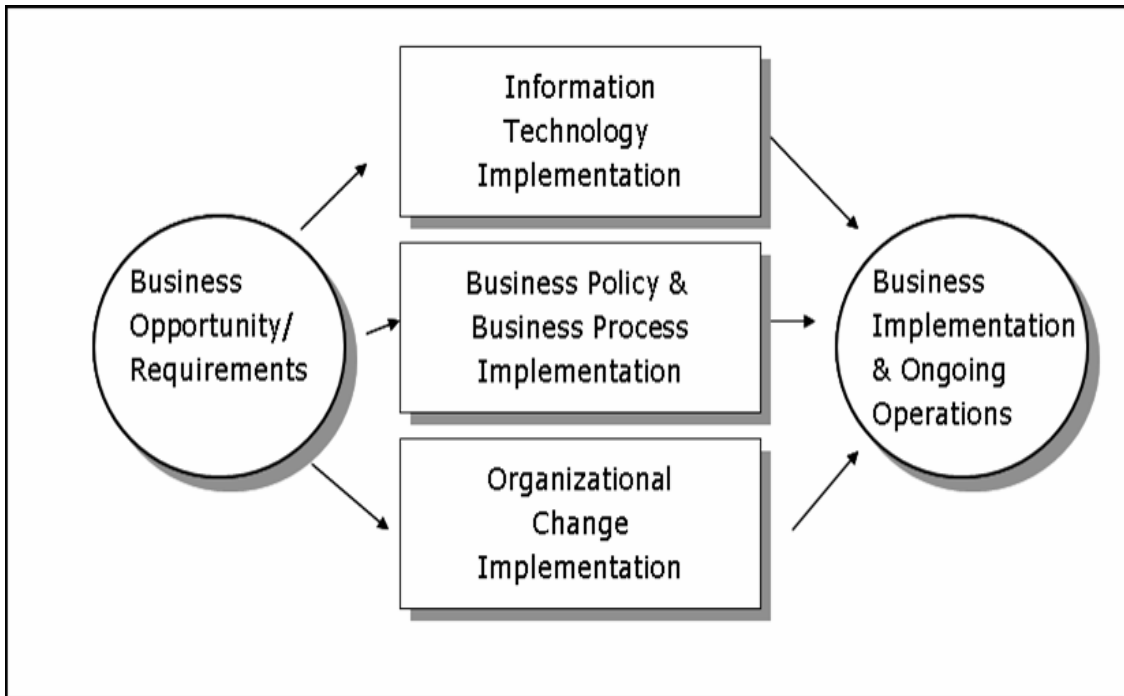 Business
Opportunity/
Requirements
Information
Technology
Implementation
Business Policy &
Business Process
Implementation
Organizational
Change
Implementation
Business
Implementation
& Ongoing
Operations